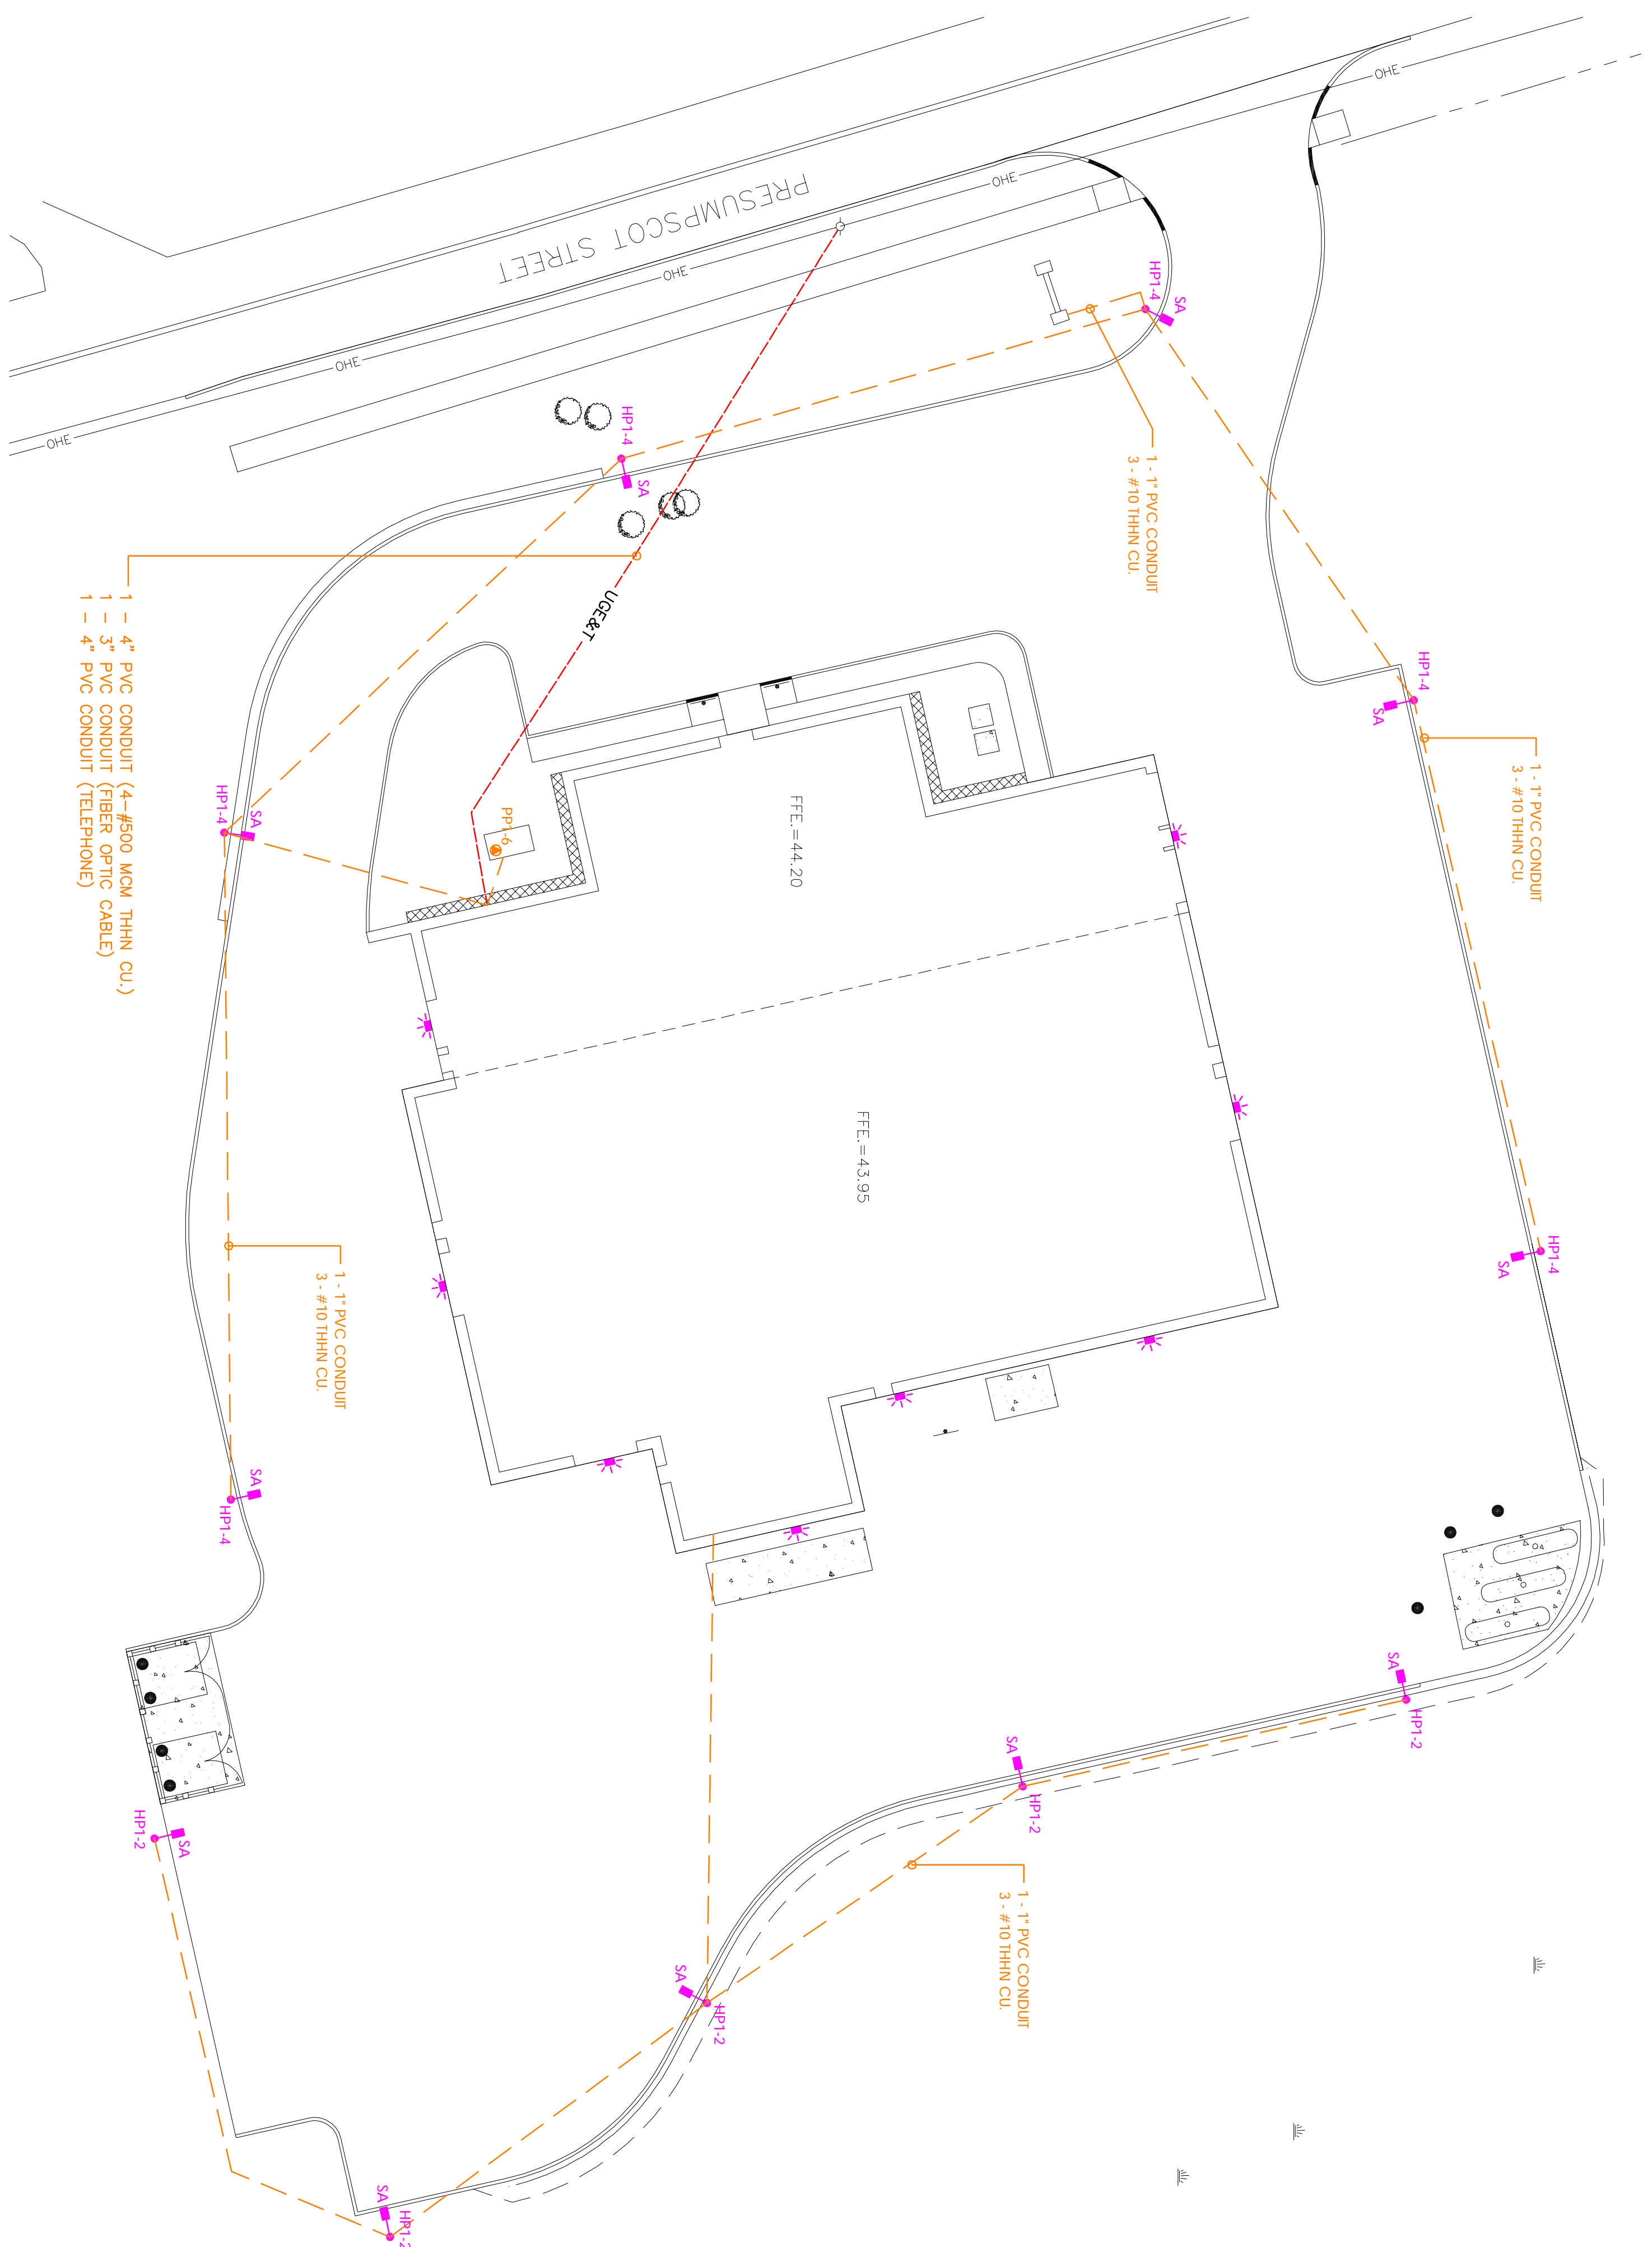 OHE
OHE
PRESUMPSCOT STREET
OHE
OHE
OHE
HP1-4
SA
HP1-4
SA
1 - 1" PVC CONDUIT
3 - #10 THHN CU.
UGE&T
1 - 4" PVC CONDUIT (4-#500 MCM THHN CU.)
1 - 3" PVC CONDUIT (FIBER OPTIC CABLE)
1 - 4" PVC CONDUIT (TELEPHONE)
HP1-4
SA
1 - 1" PVC CONDUIT
3 - #10 THHN CU.
HP1-4
SA
PP1-6
FFE.=44.20
FFE.=43.95
HP1-4
SA
1 - 1" PVC CONDUIT
3 - #10 THHN CU.
SA
HP1-4
SA
HP1-2
SA
HP1-2
HP1-2
SA
1 - 1" PVC CONDUIT
3 - #10 THHN CU.
SA
HP1-2
SA
HP1-2